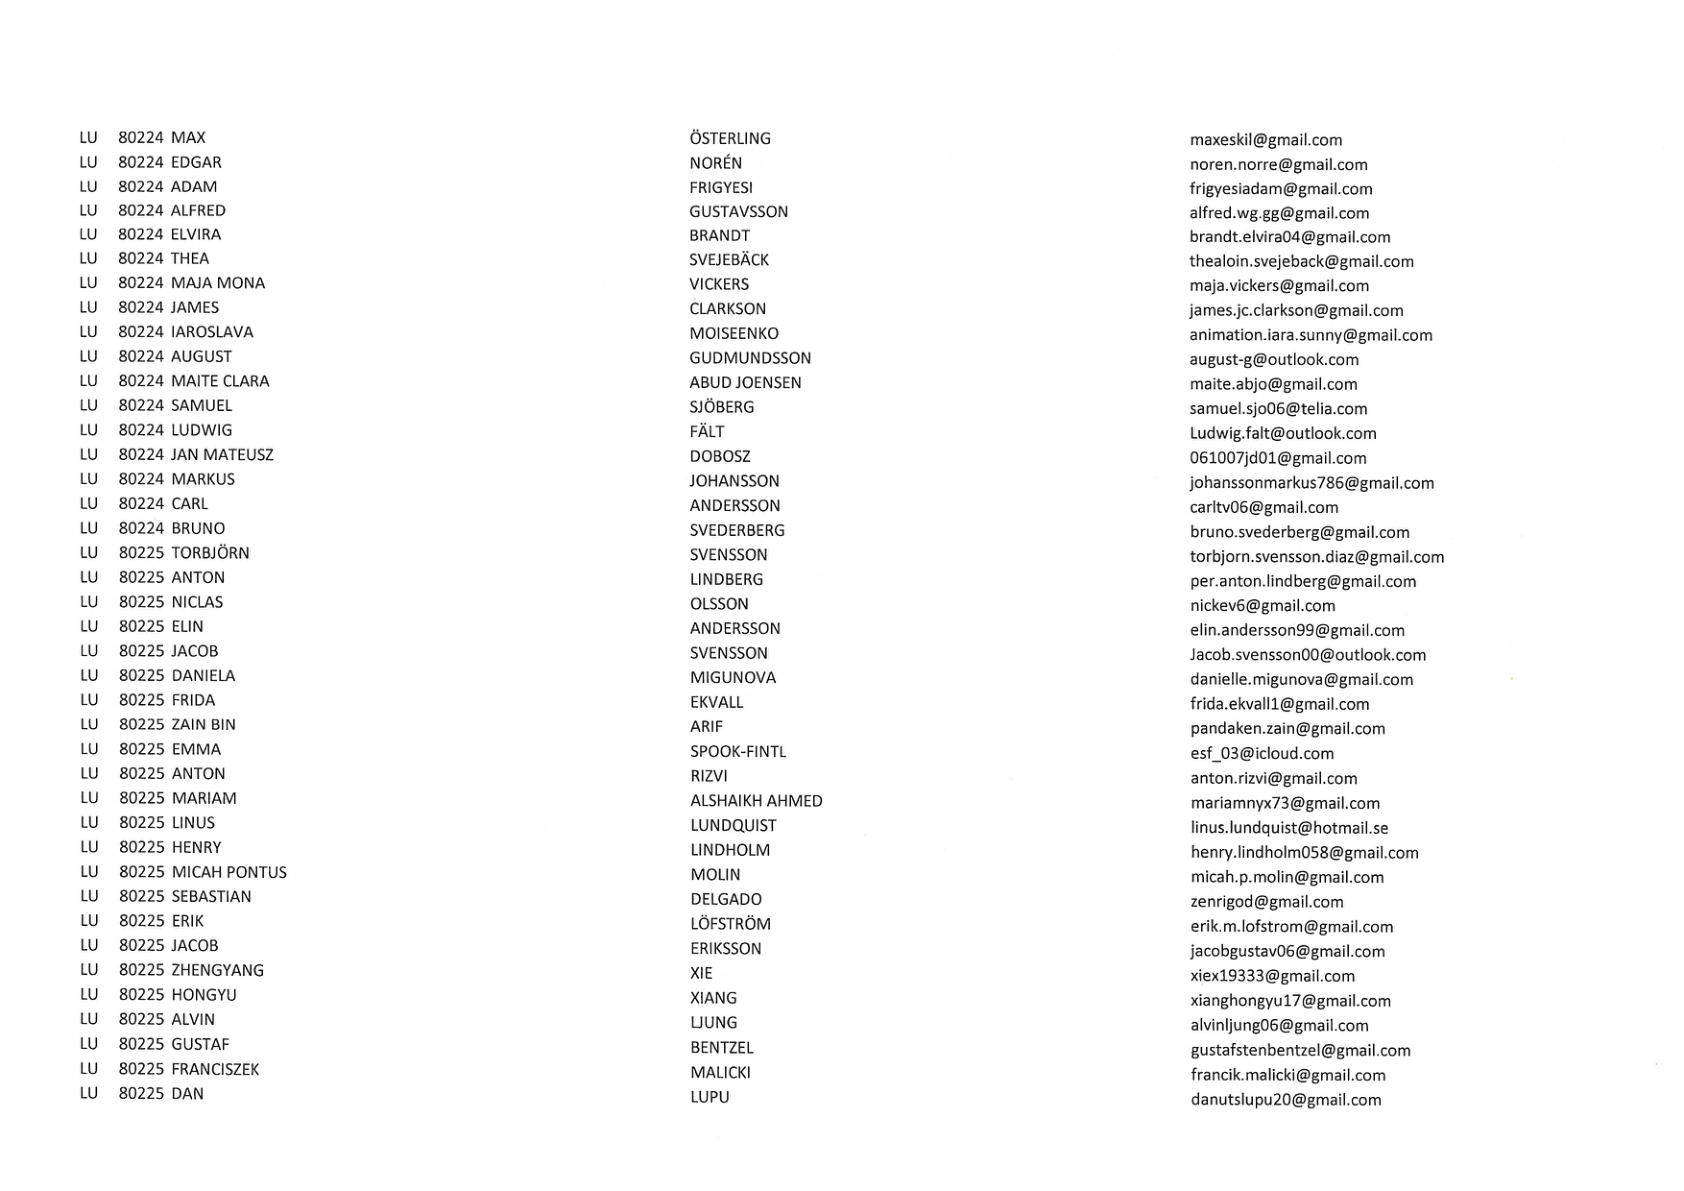 LU 80224 MAX ÖSTERLING maxeskil@gmail.com
LU 80224 EDGAR NORÉN noren.norre@gmail.com
LU 80224 ADAM FRIGYESI frigyesiadam@gmail.com
LU 80224 ALFRED GUSTAVSSON alfred.wg.gg@gmail.com
LU 80224 ELVIRA BRANDT brandt.elvira04@gmail.com
LU 80224 THEA SVEJEBÄCK thealoin.svejeback@gmail.com
LU 80224 MAJA MONA VICKERS maja.vickers@gmail.com
LU 80224 JAMES CLARKSON james.jc.clarkson@gmail.com
LU 80224 IAROSLAVA MOISEENKO animation.iara.sunny@gmail.com
LU 80224 AUGUST GUDMUNDSSON august-g@outlook.com
LU 80224 MAITE CLARA ABUD JOENSEN maite.abjo@gmail.com
LU 80224 SAMUEL SJÖBERG samuel.sjo06@telia.com
LU 80224 LUDWIG FÄLT Ludwig.falt@outlook.com
LU 80224 JAN MATEUSZ DOBOSZ 061007jd01@gmail.com
LU 80224 MARKUS JOHANSSON johanssonmarkus786@gmail.com
LU 80224 CARL ANDERSSON carltv06@gmail.com
LU 80224 BRUNO SVEDERBERG bruno.svederberg@gmail.com
LU 80225 TORBJÖRN SVENSSON torbjorn.svensson.diaz@gmail.com
LU 80225 ANTON LINDBERG per.anton.lindberg@gmail.com
LU 80225 NICLAS OLSSON nickev6@gmail.com
LU 80225 ELIN ANDERSSON elin.andersson99@gmail.com
LU 80225 JACOB SVENSSON Jacob.svensson00@outlook.com
LU 80225 DANIELA MIGUNOVA danielle.migunova@gmail.com
LU 80225 FRIDA EKVALL frida.ekvall1@gmail.com
LU 80225 ZAIN BIN ARIF pandaken.zain@gmail.com
LU 80225 EMMA SPOOK-FINTL esf_03@icloud.com
LU 80225 ANTON RIZVI anton.rizvi@gmail.com
LU 80225 MARIAM ALSHAIKH AHMED mariamnyx73@gmail.com
LU 80225 LINUS LUNDQUIST linus.lundquist@hotmail.se
LU 80225 HENRY LINDHOLM henry.lindholm058@gmail.com
LU 80225 MICAH PONTUS MOLIN micah.p.molin@gmail.com
LU 80225 SEBASTIAN DELGADO zenrigod@gmail.com
LU 80225 ERIK LÖFSTRÖM erik.m.lofstrom@gmail.com
LU 80225 JACOB ERIKSSON jacobgustav06@gmail.com
LU 80225 ZHENGYANG XIE xiex19333@gmail.com
LU 80225 HONGYU XIANG xianghongyu17@gmail.com
LU 80225 ALVIN LJUNG alvinljung06@gmail.com
LU 80225 GUSTAF BENTZEL gustafstenbentzel@gmail.com
LU 80225 FRANCISZEK MALICKI francik.malicki@gmail.com
LU 80225 DAN LUPU danutslupu20@gmail.com